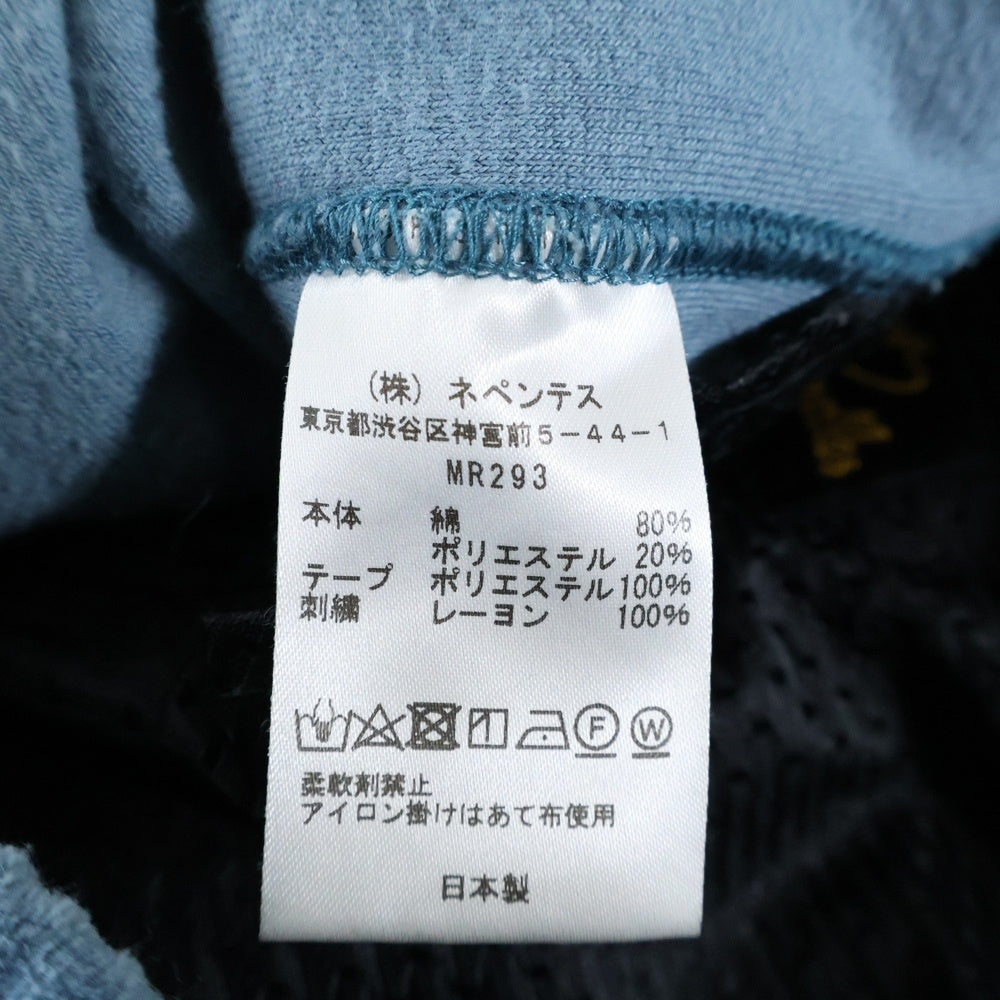 (株) ネペンテス
東京都渋谷区神宮前5-44-1
MR293
本体 綿 80%
ポリエステル 20%
テープ ポリエステル 100%
刺繍 レーヨン 100%
F W
柔軟剤禁止
アイロン掛けはあて布使用
日本製